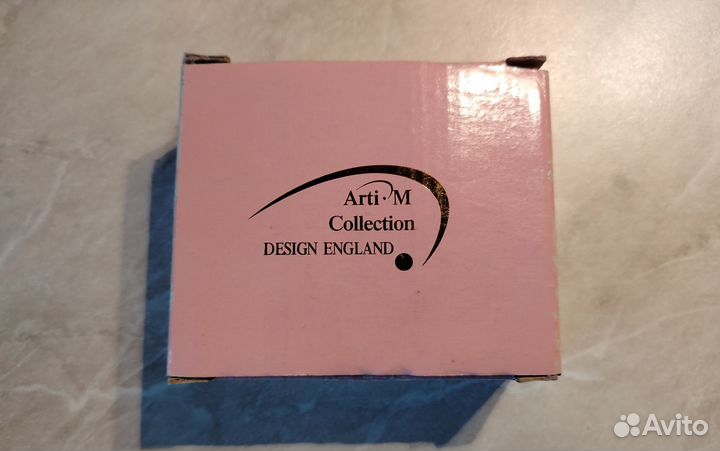 Arti·M
Collection
DESIGN ENGLAND
Avito